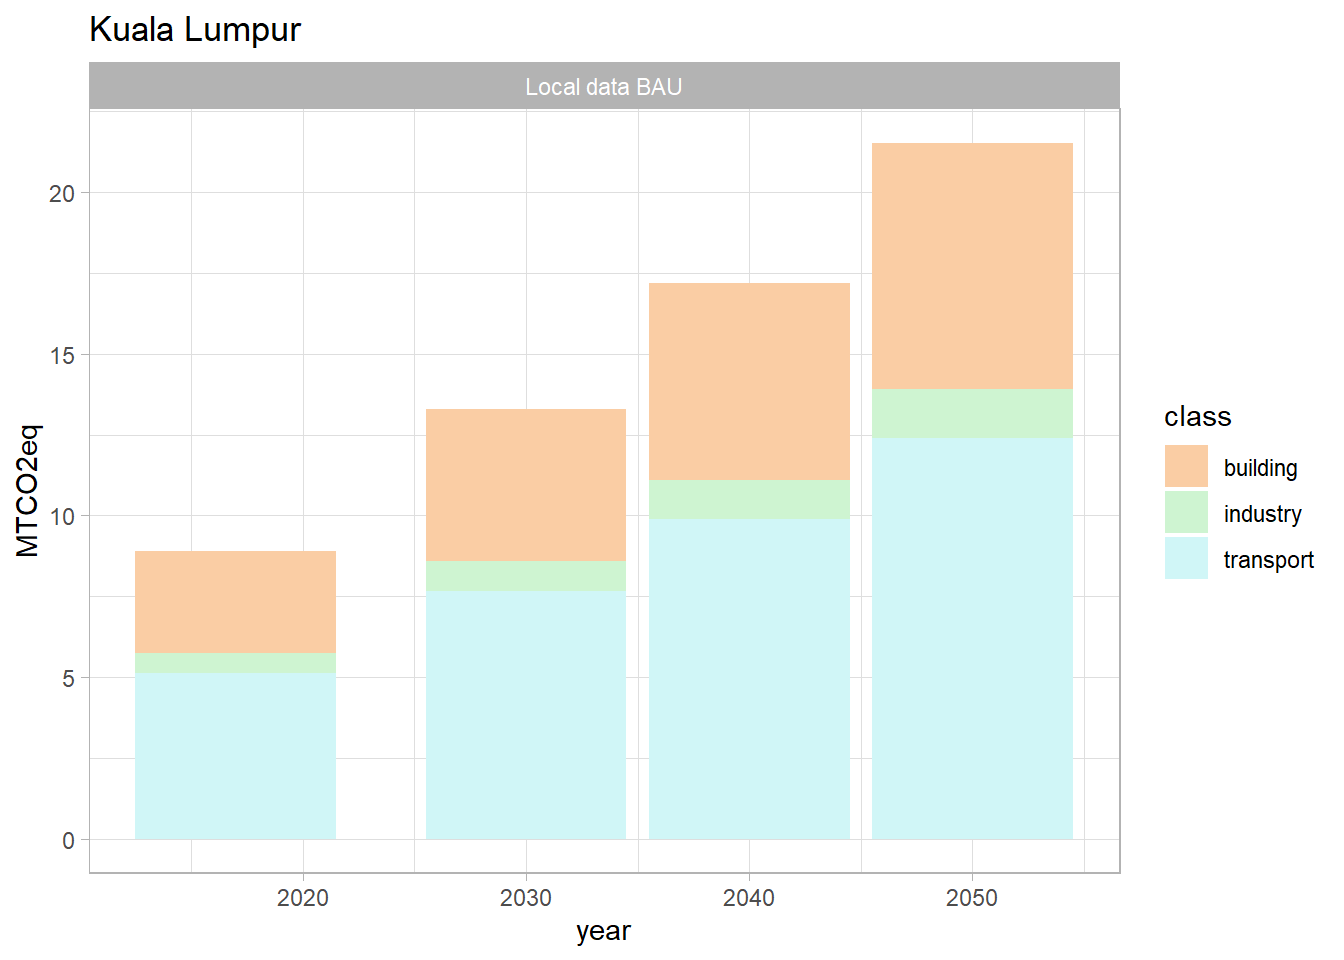 Kuala Lumpur
Local data BAU
20
15
10
5
0
MTCO2eq
2020
2030
2040
2050
year
class
building
industry
transport